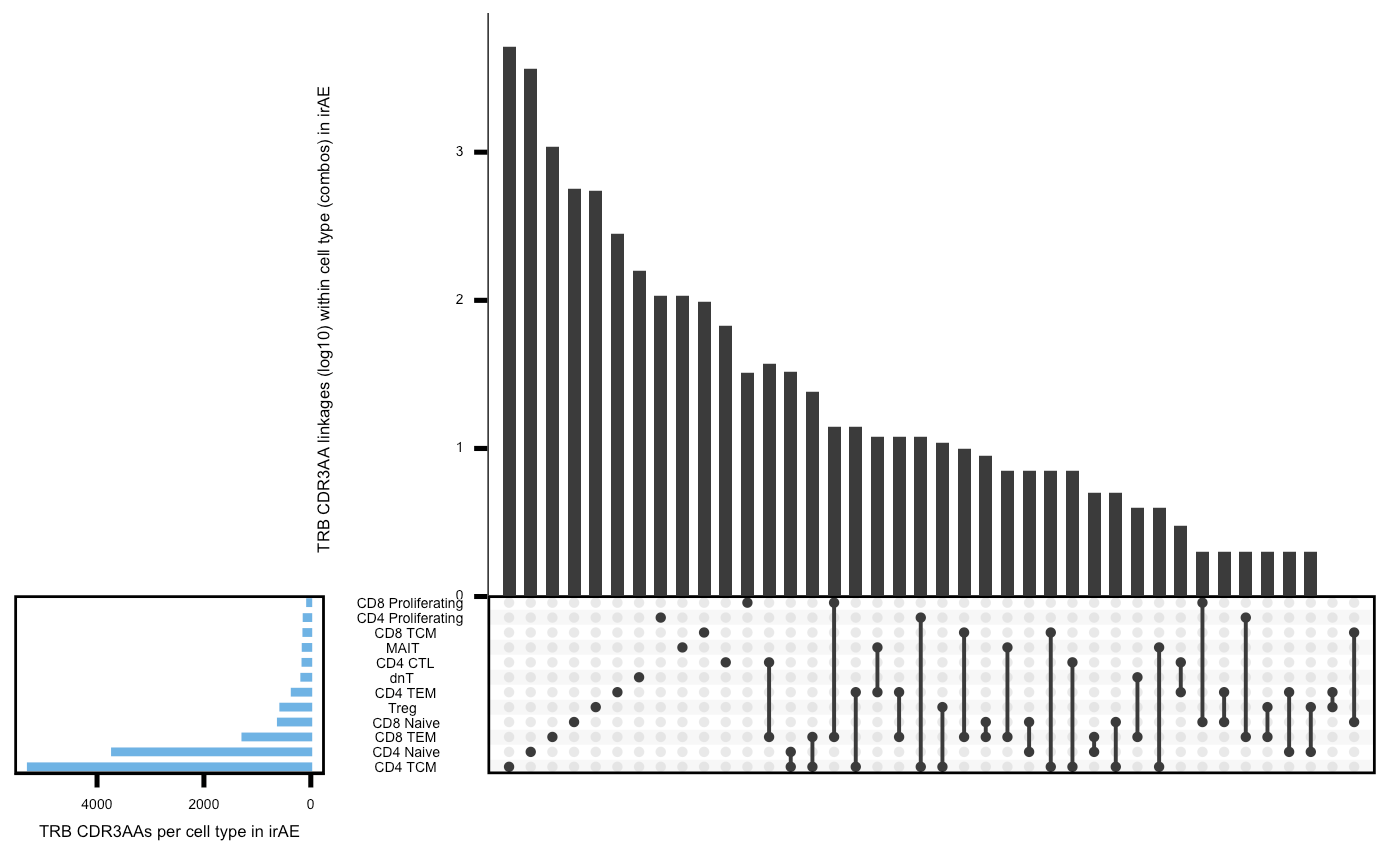 TRB CDR3AA linkages (log10) within cell type (combos) in irAE
3
2
1
0
CD8 Proliferating
CD4 Proliferating
CD8 TCM
MAIT
CD4 CTL
dnT
CD4 TEM
Treg
CD8 Naive
CD8 TEM
CD4 Naive
CD4 TCM
4000 2000 0
TRB CDR3AAs per cell type in irAE